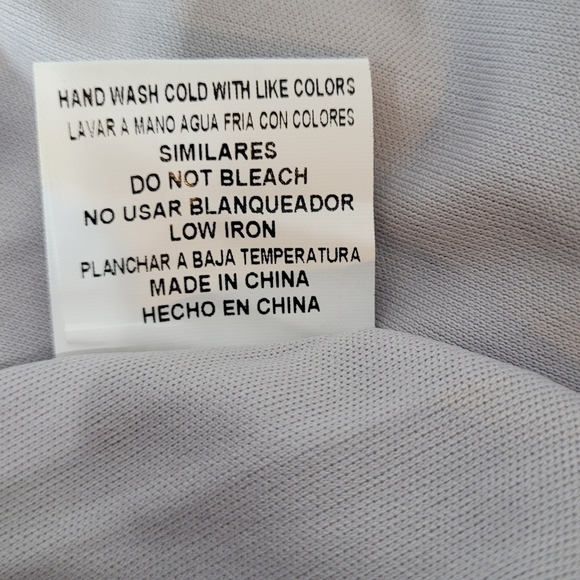 HAND WASH COLD WITH LIKE COLORS
LAVAR A MANO AGUA FRIA CON COLORES
SIMILARES
DO NOT BLEACH
NO USAR BLANQUEADOR
LOW IRON
PLANCHAR A BAJA TEMPERATURA
MADE IN CHINA
HECHO EN CHINA